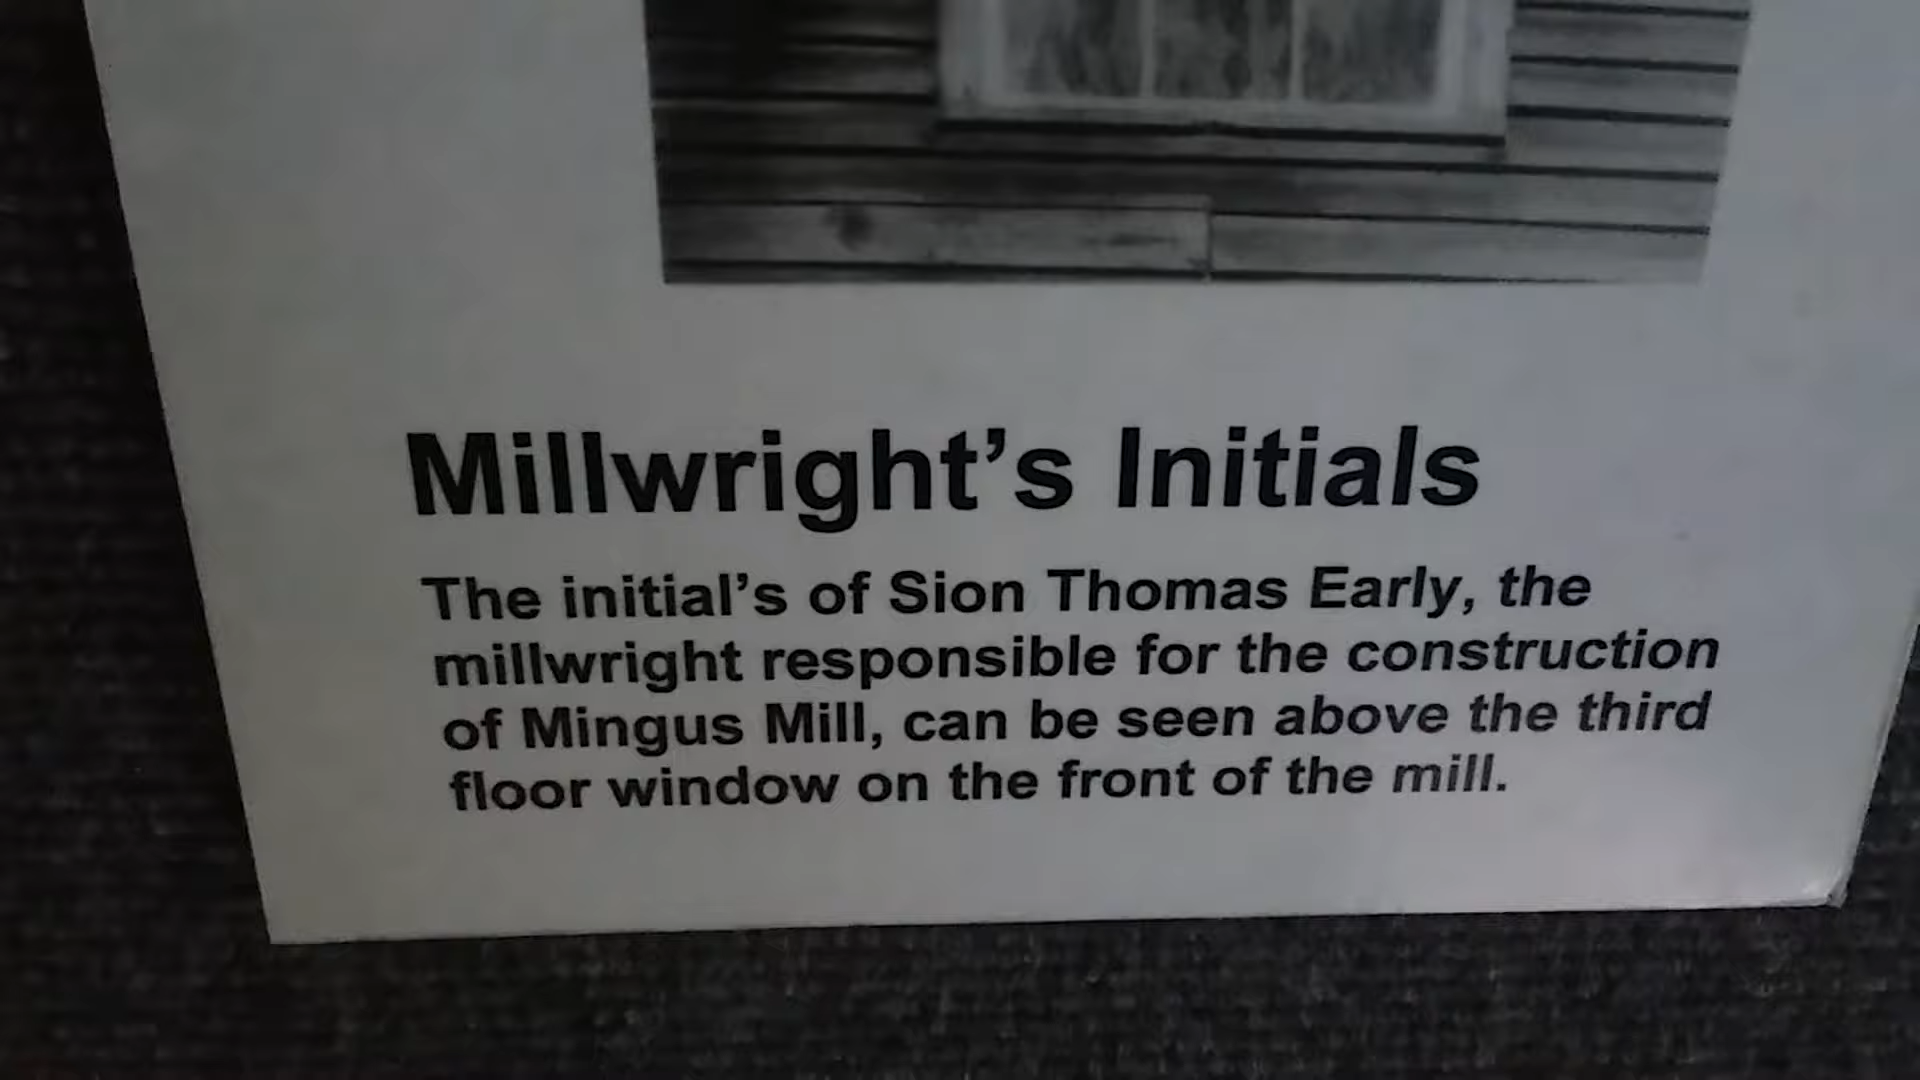 Millwright’s Initials
The initial’s of Sion Thomas Early, the
millwright responsible for the construction
of Mingus Mill, can be seen above the third
floor window on the front of the mill.